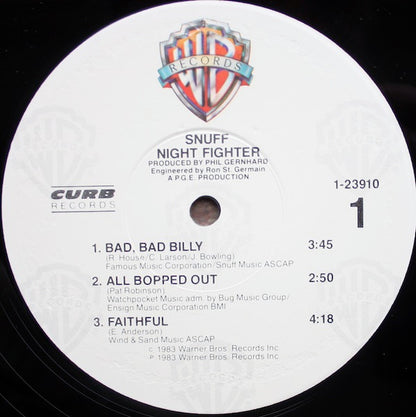 WB
RECORDS
SNUFF
NIGHT FIGHTER
PRODUCED BY PHIL GERNHARD
Engineered by Ron St. Germain
A P.G.E. PRODUCTION
CURB
RECORDS
1-23910
1
1. BAD, BAD BILLY 3:45
(R. House/C. Larson/J. Bowling)
Famous Music Corporation/Snuff Music ASCAP
2. ALL BOPPED OUT 2:50
(Pat Robinson)
Watchpocket Music adm. by Bug Music Group/
Ensign Music Corporation BMI
3. FAITHFUL 4:18
(E. Anderson)
Wind & Sand Music ASCAP
© 1983 Warner Bros. Records Inc.
℗ 1983 Warner Bros. Records Inc.